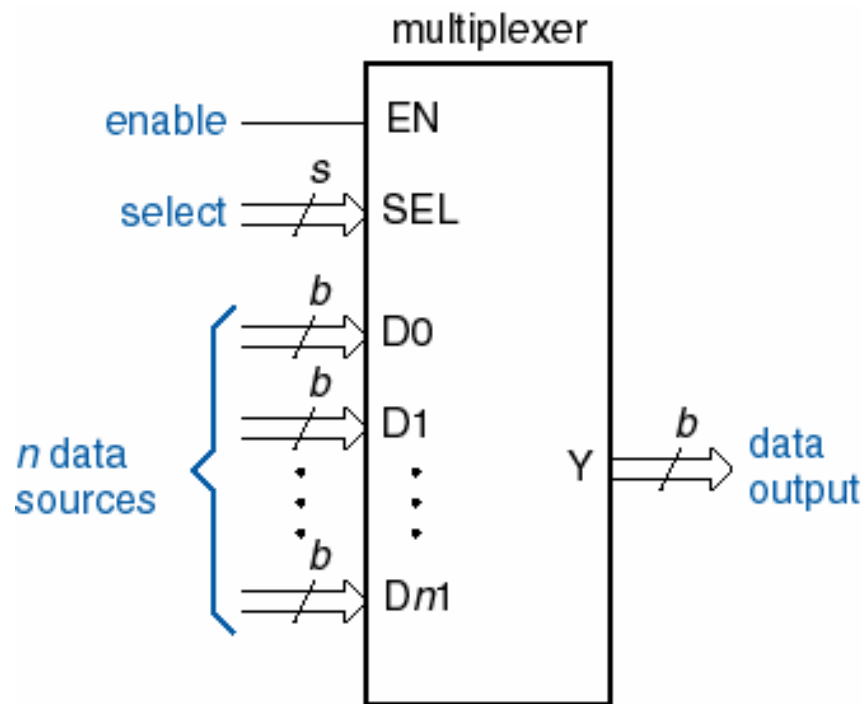 multiplexer
enable
EN
s
select
SEL
b
D0
b
D1
n data
sources
b
Dn1
Y
b
data
output